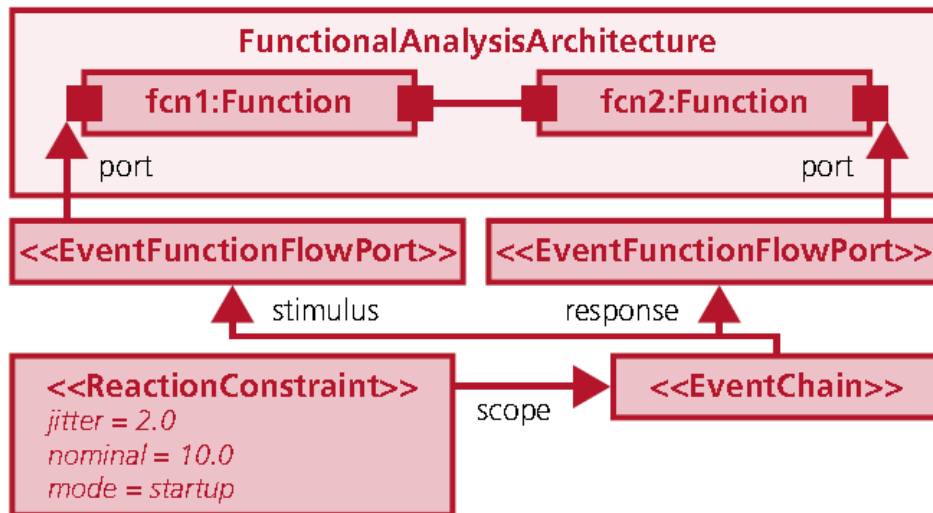 FunctionalAnalysisArchitecture
fcn1:Function
fcn2:Function
port
port
<<EventFunctionFlowPort>>
<<EventFunctionFlowPort>>
stimulus
response
<<ReactionConstraint>>
jitter = 2.0
nominal = 10.0
mode = startup
scope
<<EventChain>>